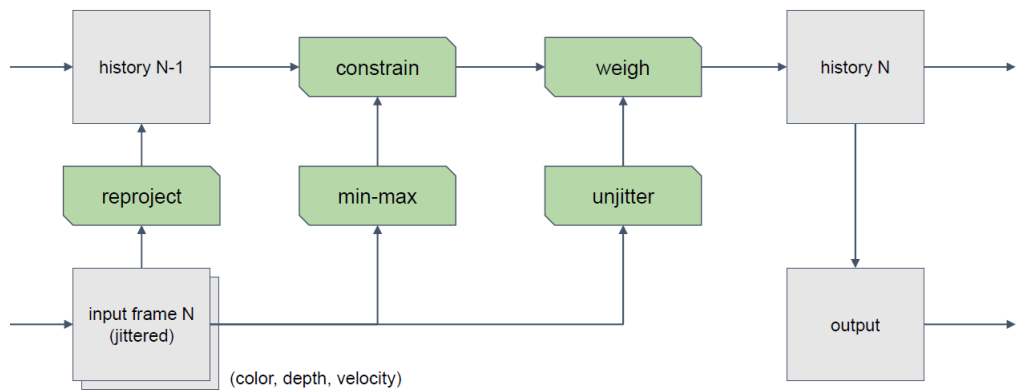 history N-1
constrain
weigh
history N
reproject
min-max
unjitter
input frame N
(jittered)
output
(color, depth, velocity)